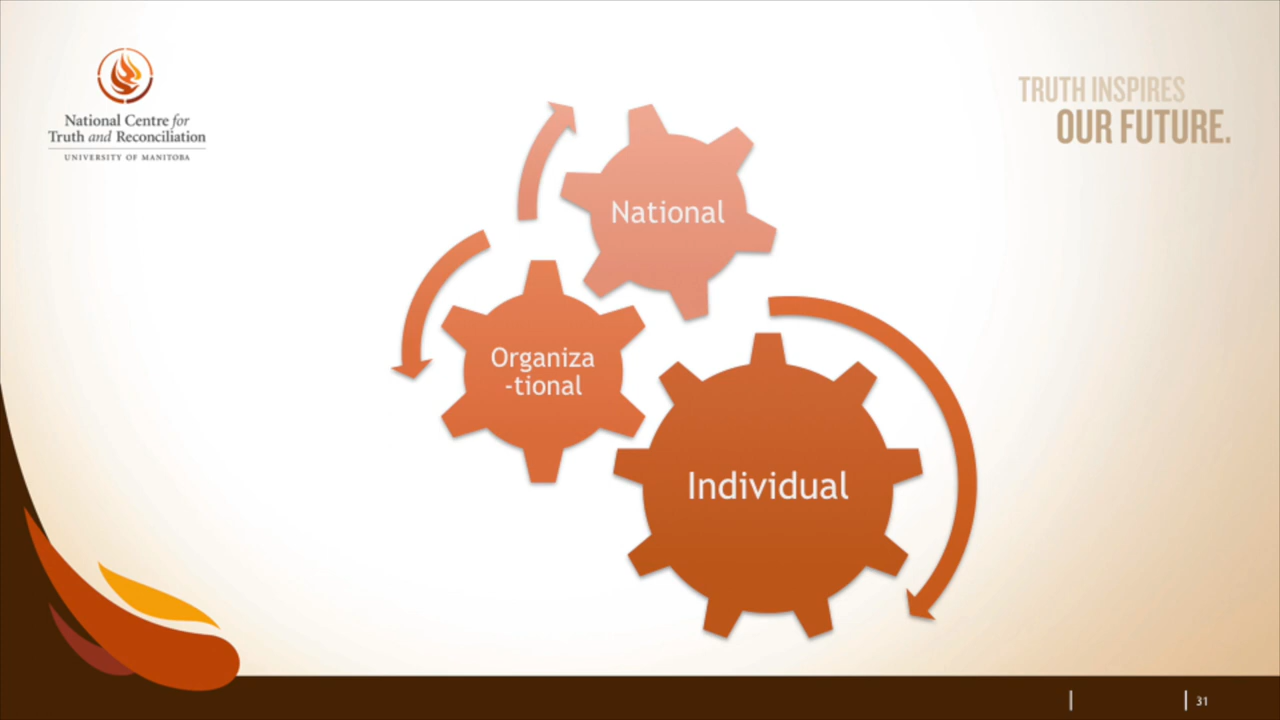 National Centre for
Truth and Reconciliation
UNIVERSITY OF MANITOBA
TRUTH INSPIRES
OUR FUTURE.
National
Organiza
-tional
Individual
31